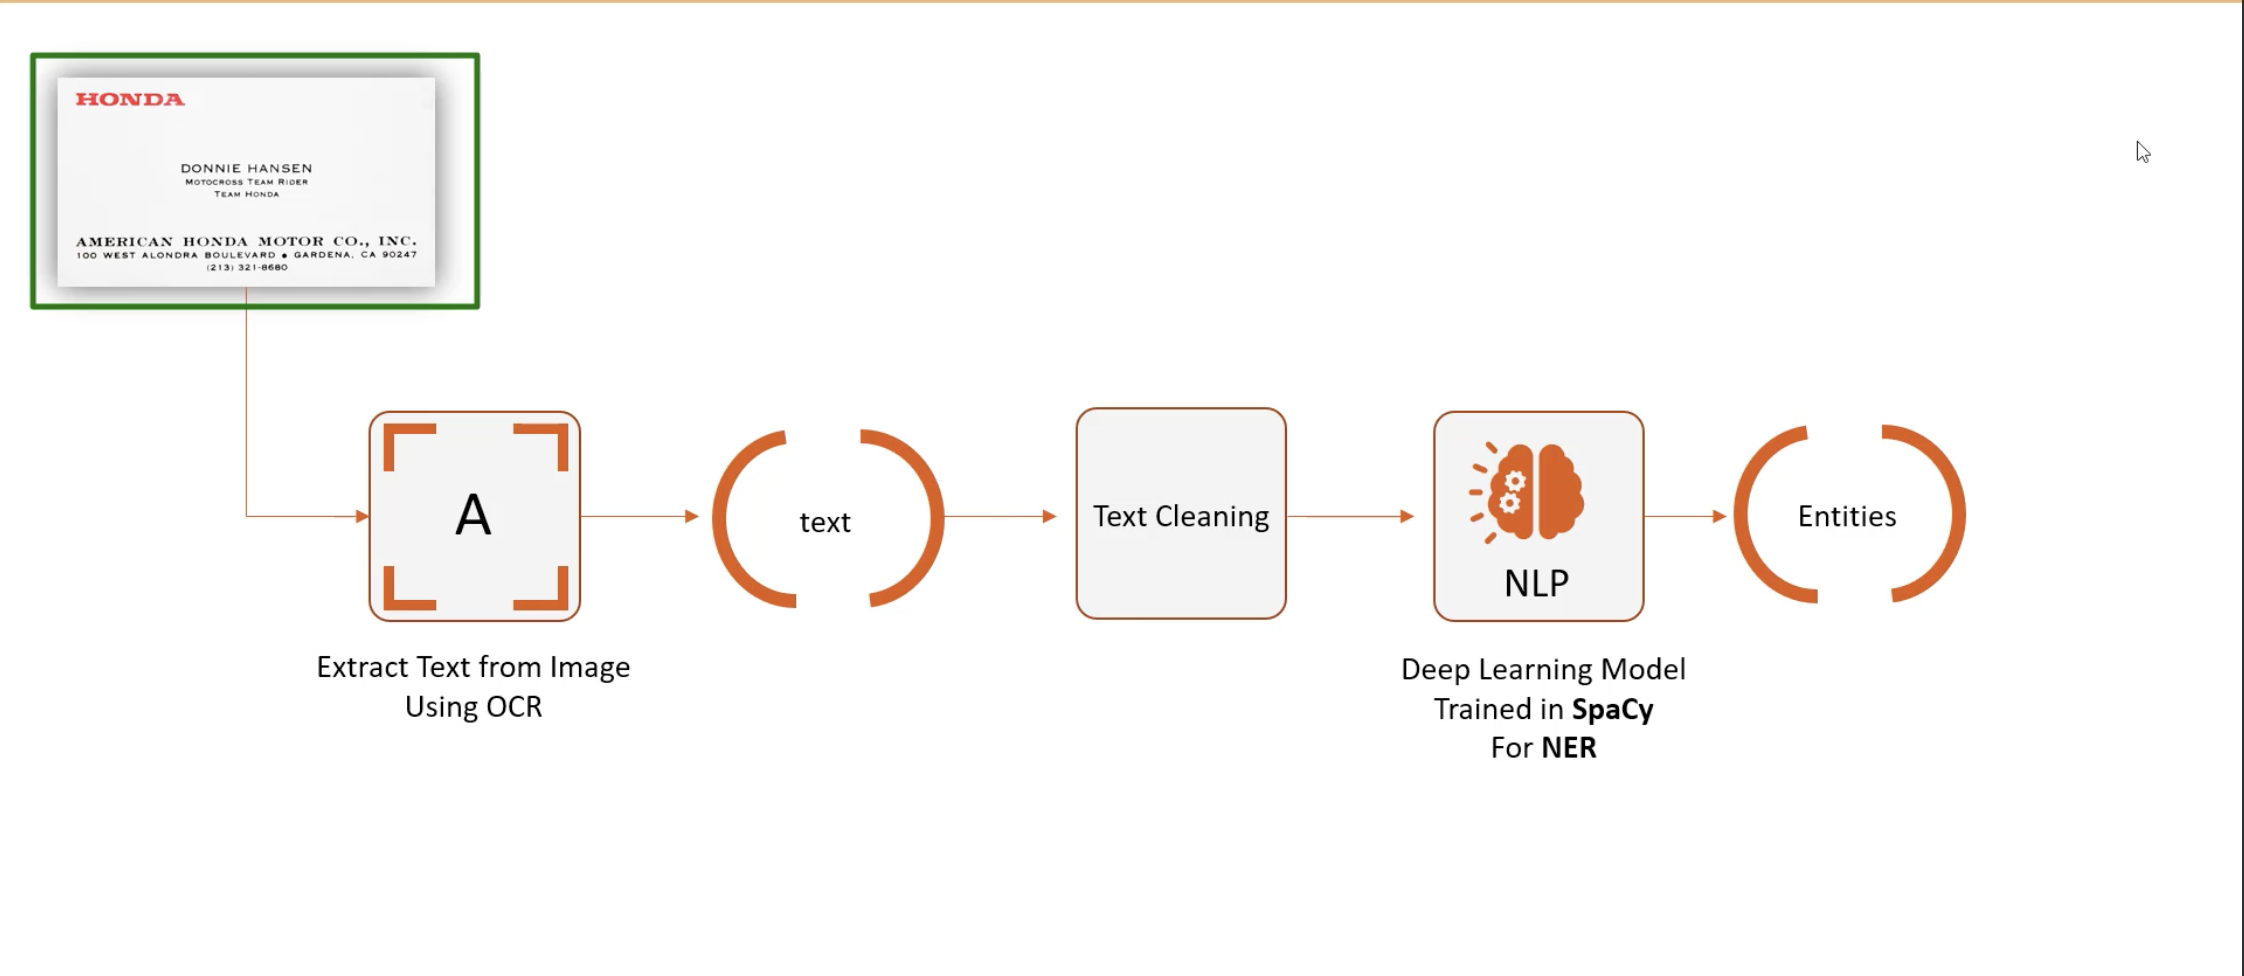 HONDA
DONNIE HANSEN
MOTOCROSS TEAM RIDER
TEAM HONDA
AMERICAN HONDA MOTOR CO., INC.
100 WEST ALONDRA BOULEVARD ● GARDENA, CA 90247
(213) 321-8680
A
Extract Text from Image
Using OCR
text
Text Cleaning
NLP
Deep Learning Model
Trained in SpaCy
For NER
Entities